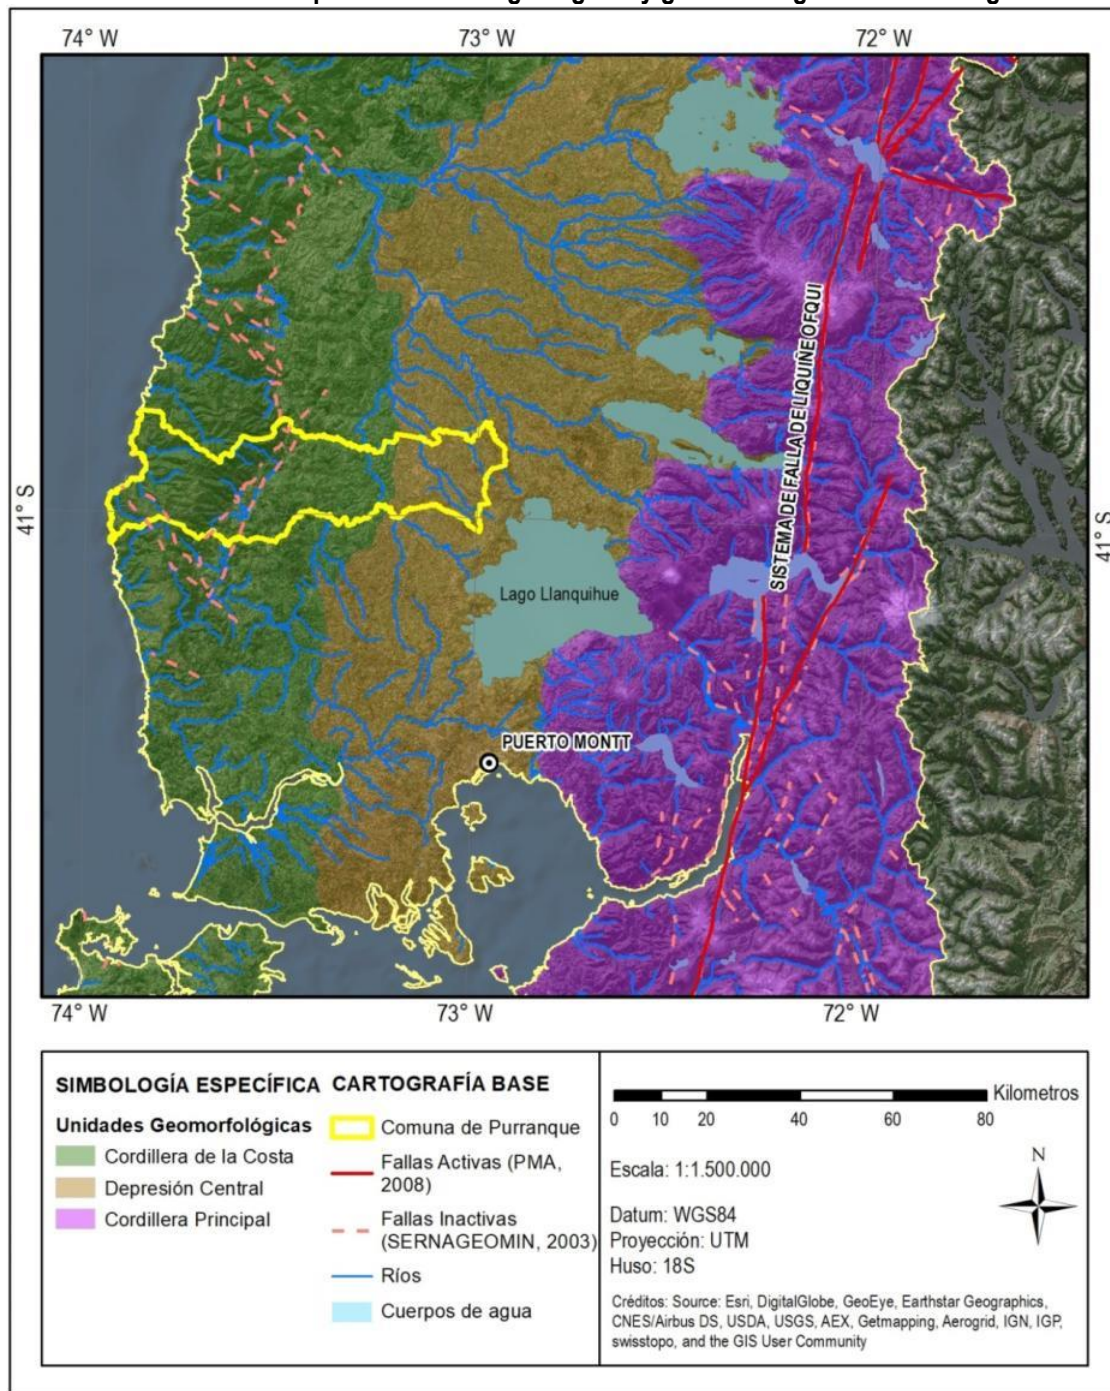 74° W 73° W 72° W
SISTEMA DE FALLA DE LIQUIÑE OFQUI
41° S 41° S
Lago Llanquihue
PUERTO MONTT
74° W 73° W 72° W
SIMBOLOGÍA ESPECÍFICA
Unidades Geomorfológicas
Cordillera de la Costa
Depresión Central
Cordillera Principal
CARTOGRAFÍA BASE
Comuna de Purranque
Fallas Activas (PMA,
2008)
Fallas Inactivas
(SERNAGEOMIN, 2003)
Ríos
Cuerpos de agua
Kilometros
0 10 20 40 60 80
Escala: 1:1.500.000
N
Datum: WGS84
Proyección: UTM
Huso: 18S
Créditos: Source: Esri, DigitalGlobe, GeoEye, Earthstar Geographics,
CNES/Airbus DS, USDA, USGS, AEX, Getmapping, Aerogrid, IGN, IGP,
swisstopo, and the GIS User Community